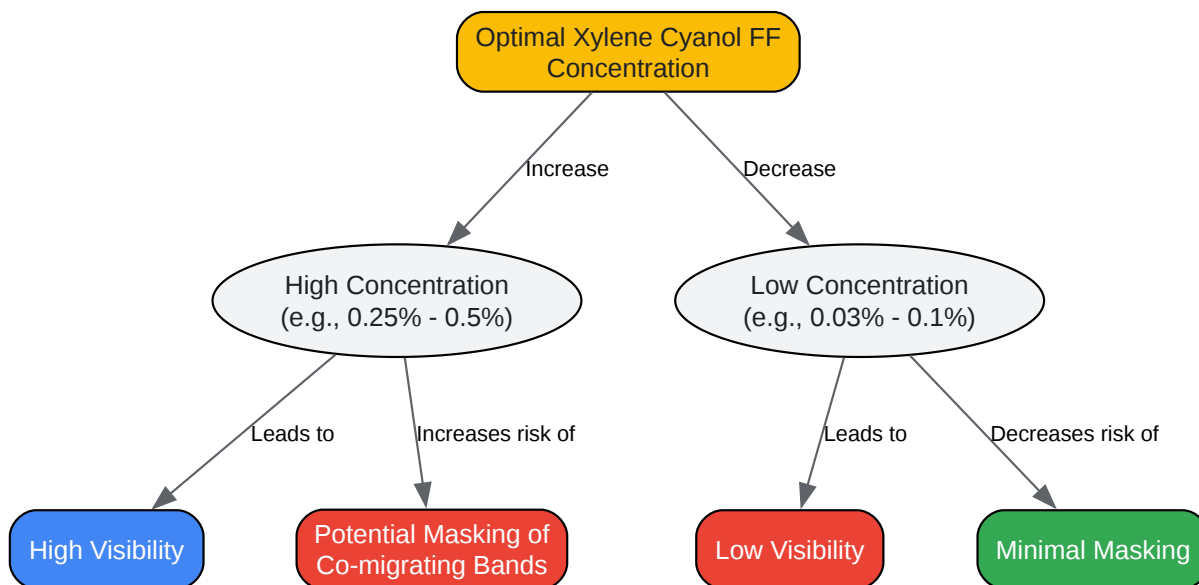 Optimal Xylene Cyanol FF
Concentration
Increase
Decrease
High Concentration
(e.g., 0.25% - 0.5%)
Low Concentration
(e.g., 0.03% - 0.1%)
Leads to
Increases risk of
Leads to
Decreases risk of
High Visibility
Potential Masking of
Co-migrating Bands
Low Visibility
Minimal Masking